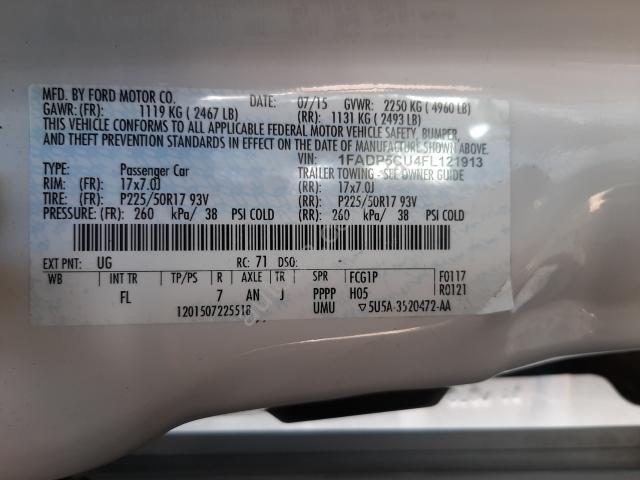 MFD. BY FORD MOTOR CO. DATE: 07/15 GVWR: 2250 KG ( 4960 LB)
GAWR: (FR): 1119 KG ( 2467 LB) (RR): 1131 KG ( 2493 LB)
THIS VEHICLE CONFORMS TO ALL APPLICABLE FEDERAL MOTOR VEHICLE SAFETY, BUMPER,
AND THEFT PREVENTION STANDARDS IN EFFECT ON THE DATE OF MANUFACTURE SHOWN ABOVE.
VIN: 1FADP5CU4FL121913
TYPE: Passenger Car TRAILER TOWING - SEE OWNER GUIDE
RIM: 17x7.0J (RR): 17x7.0J
TIRE: (FR): P225/50R17 93V (RR): P225/50R17 93V
PRESSURE: (FR): 260 kPa/ 38 PSI COLD (RR): 260 kPa/ 38 PSI COLD
EXT PNT: UG RC: 71 DSO:
WB INT TR TP/PS R AXLE TR SPR FCG1P F0117
FL 7 AN J PPPP H05 R0121
1201507225518 UMU ▽5U5A-3520472-AA